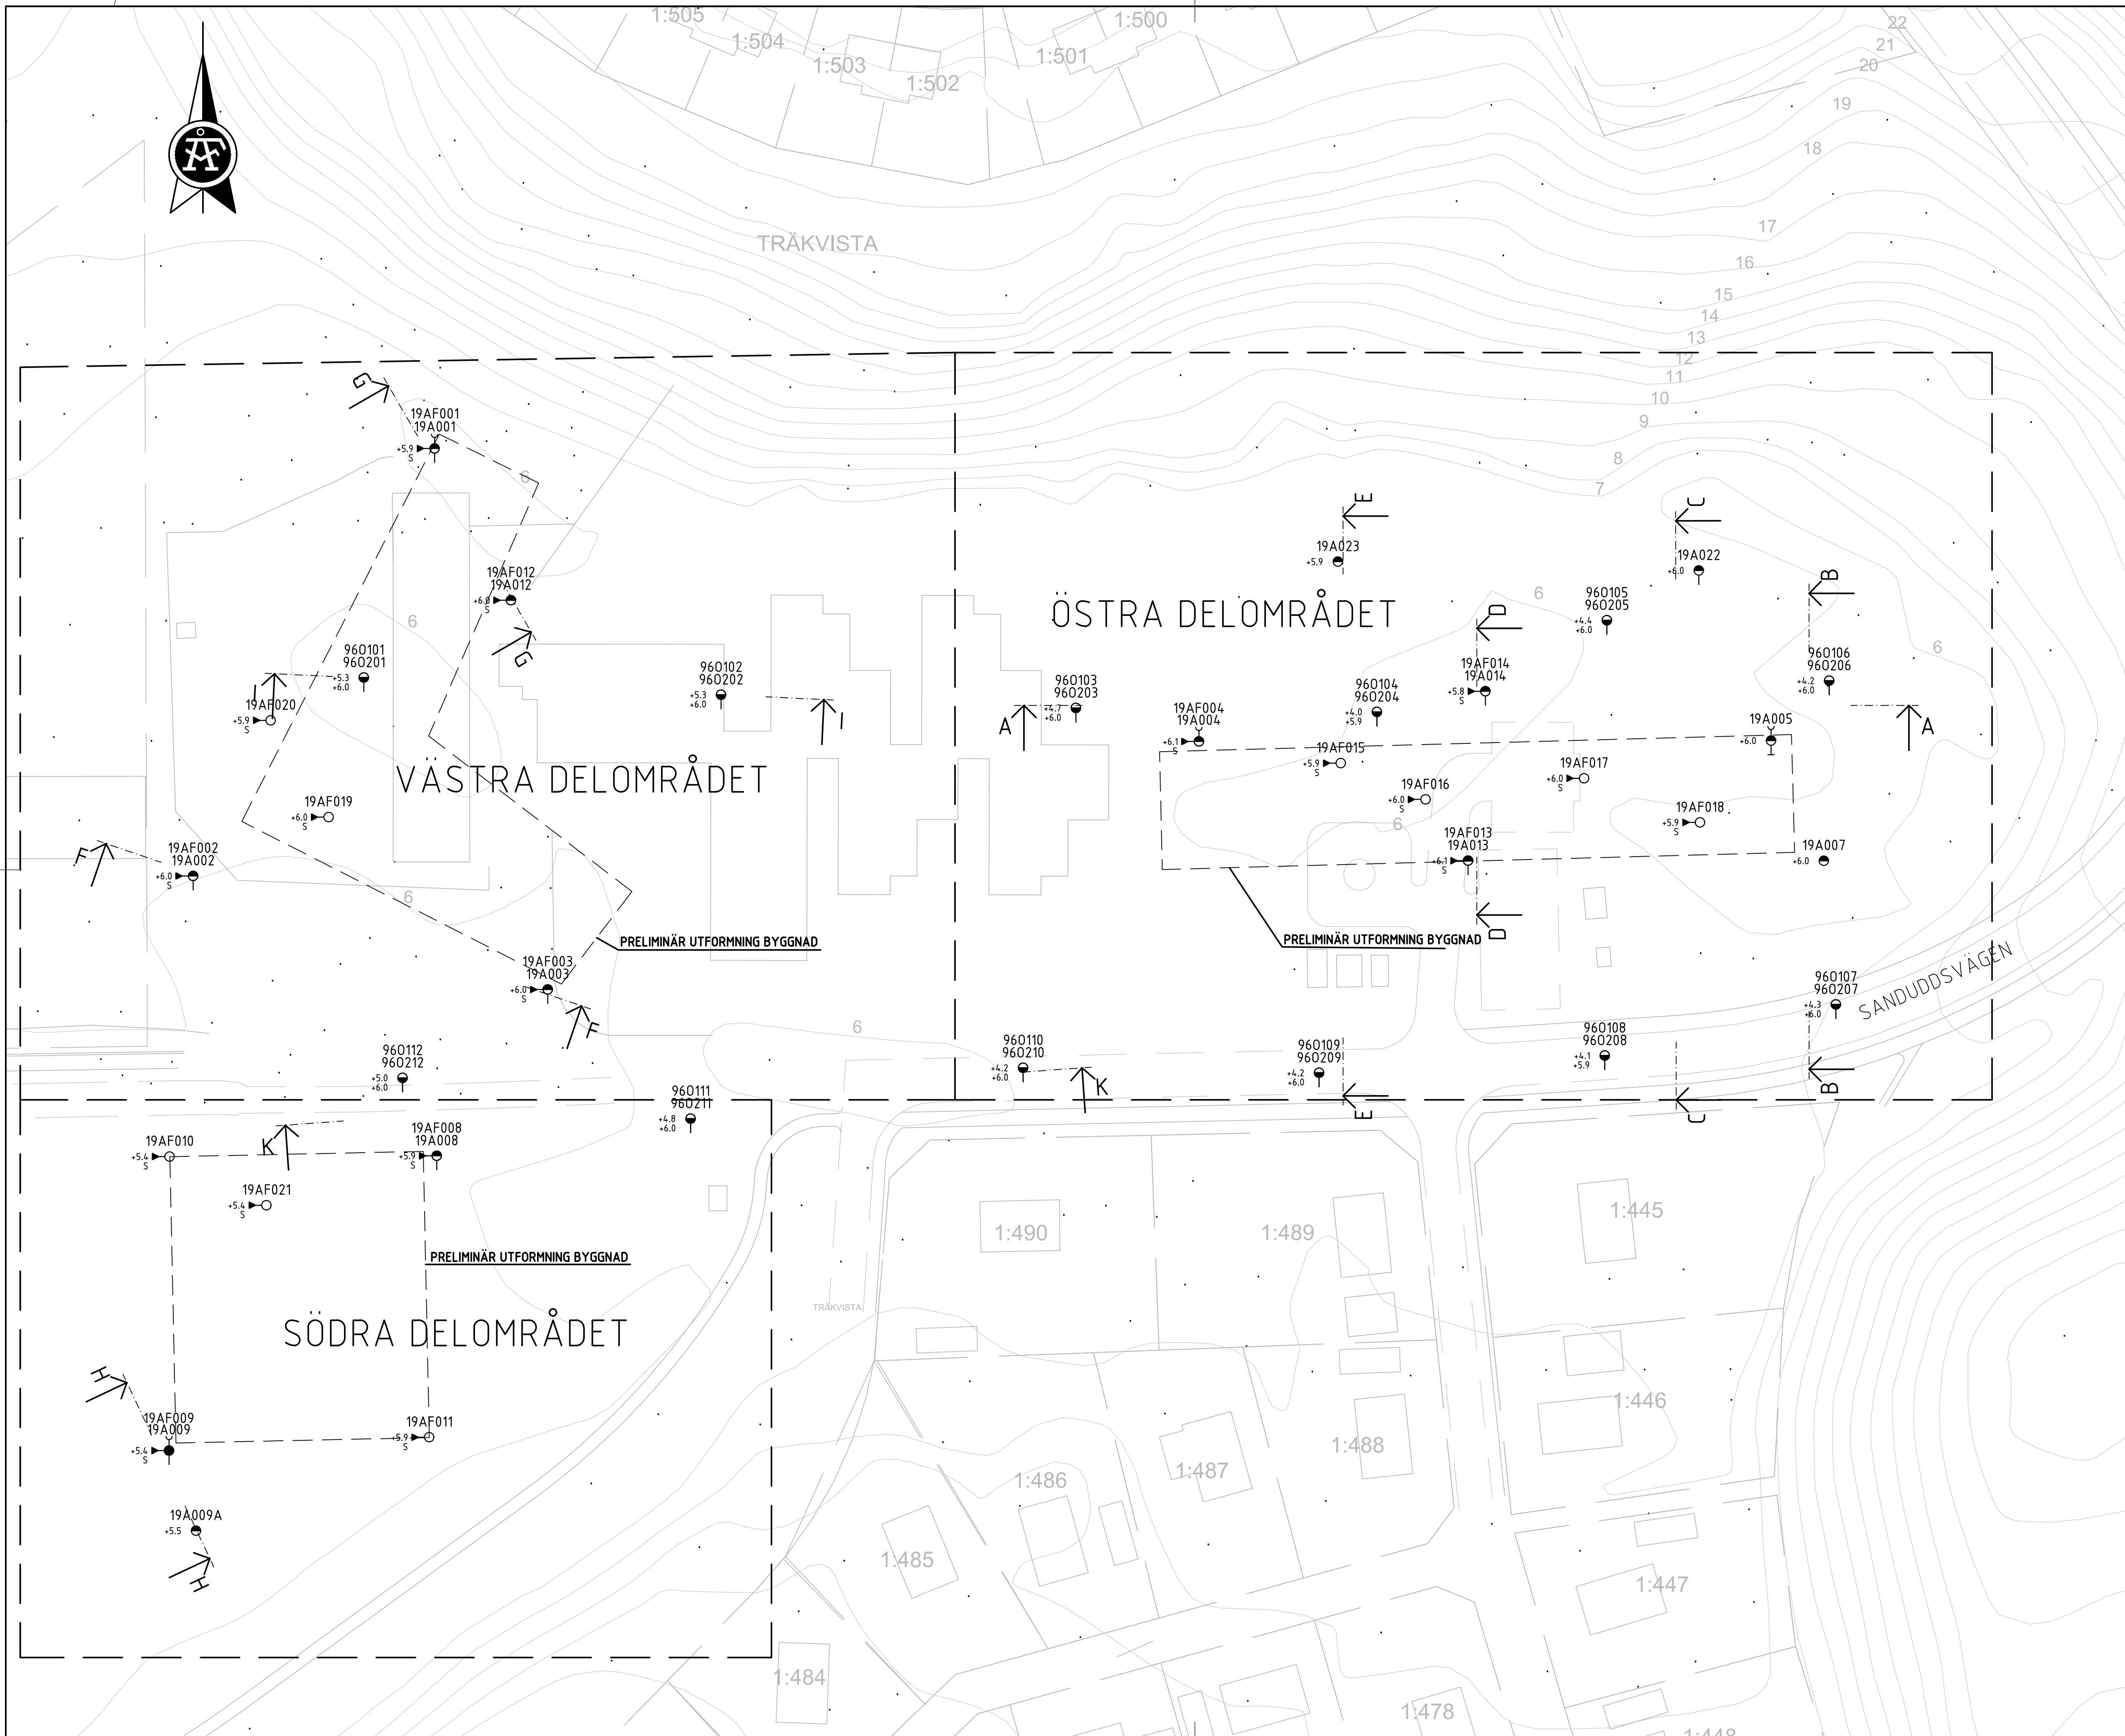 1:505
1:504
1:503
1:502
1:501
1:500
22
21
20
19
18
17
16
15
14
13
12
11
10
9
8
7
ÅF
TRÄKVISTA
G
19AF001
19A001
+5.9
S
6
19AF012
19A012
+6.0
S
G
6
960101
960201
+5.3
+6.0
I
19AF020
+5.9
S
960102
960202
+5.3
+6.0
I
VÄSTRA DELOMRÅDET
19AF019
+6.0
S
F
19AF002
19A002
+6.0
S
6
PRELIMINÄR UTFORMNING BYGGNAD
19AF003
19A003
+6.0
S
F
6
960112
960212
+5.0
+6.0
960111
960211
+4.8
+6.0
E
19A023
+5.9
C
19A022
+6.0
B
ÖSTRA DELOMRÅDET
6
D
960105
960205
+4.4
+6.0
6
960106
960206
+4.2
+6.0
960103
960203
+4.7
+6.0
A
19AF004
19A004
+6.1
S
960104
960204
+4.0
+5.9
19AF014
19A014
+5.8
S
19A005
+6.0
A
19AF015
+5.9
S
19AF016
+6.0
S
19AF017
+6.0
S
19AF018
+5.9
S
6
19AF013
19A013
+6.1
S
19A007
+6.0
D
PRELIMINÄR UTFORMNING BYGGNAD
SANDUDDSVÄGEN
960107
960207
+4.3
+6.0
960110
960210
+4.2
+6.0
K
960109
960209
+4.2
+6.0
E
960108
960208
+4.1
+5.9
C
B
19AF010
+5.4
S
K
19AF008
19A008
+5.9
S
19AF021
+5.4
S
PRELIMINÄR UTFORMNING BYGGNAD
SÖDRA DELOMRÅDET
H
19AF009
19A009
+5.4
S
19AF011
+5.9
S
19A009A
+5.5
H
TRÄKVISTA
1:490
1:489
1:445
1:446
1:488
1:487
1:486
1:485
1:447
1:484
1:478
1:448